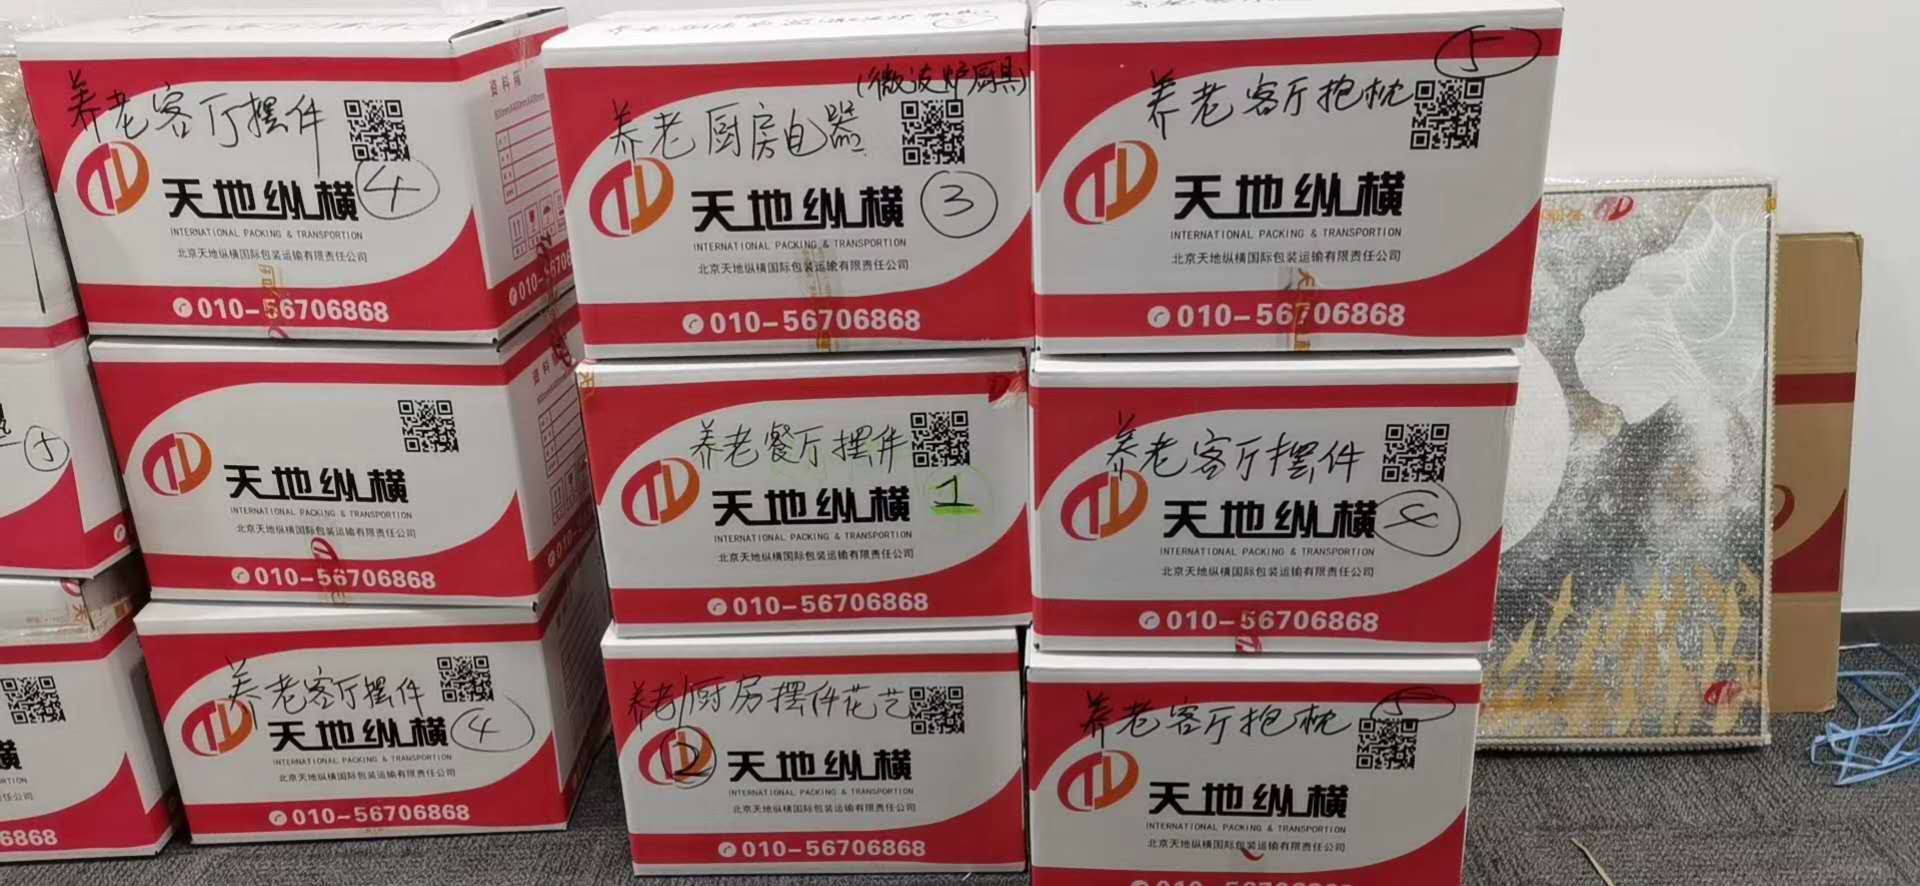 养老客厅摆件
④
天地纵横
INTERNATIONAL PACKING & TRANSPORTION
北京天地纵横国际包装运输有限责任公司
010-56706868
资料箱
010-
(微波炉厨具)
养老厨房电器
③
天地纵横
INTERNATIONAL PACKING & TRANSPORTION
北京天地纵横国际包装运输有限责任公司
010-56706868
⑤
养老客厅抱枕
天地纵横
INTERNATIONAL PACKING & TRANSPORTION
北京天地纵横国际包装运输有限责任公司
010-56706868
天地纵横
INTERNATIONAL PACKING & TRANSPORTION
北京天地纵横国际包装运输有限责任公司
010-56706868
资料箱
养老餐厅摆件
1
天地纵横
INTERNATIONAL PACKING & TRANSPORTION
北京天地纵横国际包装运输有限责任公司
010-56706868
养老客厅摆件
④
天地纵横
INTERNATIONAL PACKING & TRANSPORTION
北京天地纵横国际包装运输有限责任公司
010-56706868
养老客厅摆件
④
天地纵横
INTERNATIONAL PACKING & TRANSPORTION
北京天地纵横国际包装运输有限责任公司
010-56706868
养老厨房摆件花艺
②
天地纵横
INTERNATIONAL PACKING & TRANSPORTION
北京天地纵横国际包装运输有限责任公司
010-56706868
养老客厅抱枕
⑤
天地纵横
INTERNATIONAL PACKING & TRANSPORTION
北京天地纵横国际包装运输有限责任公司
横
任公司
6868